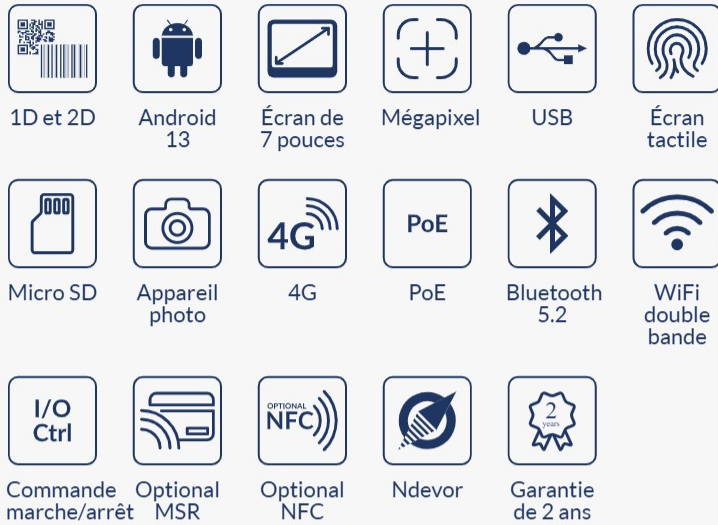 1D et 2D
Android
13
Écran de
7 pouces
Mégapixel
USB
Écran
tactile
4G
PoE
Micro SD
Appareil
photo
4G
PoE
Bluetooth
5.2
WiFi
double
bande
I/O
Ctrl
OPTIONAL
NFC
2
years
Commande
marche/arrêt
Optional
MSR
Optional
NFC
Ndevor
Garantie
de 2 ans